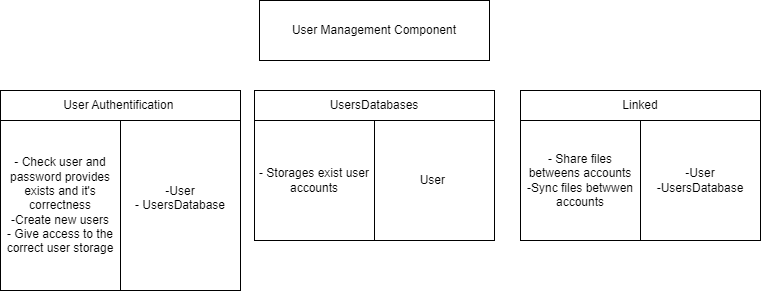 User Management Component
User Authentification
- Check user and
password provides
exists and it's
correctness
-Create new users
- Give access to the
correct user storage
-User
- UsersDatabase
UsersDatabases
- Storages exist user
accounts
User
Linked
- Share files
betweens accounts
-Sync files betwwen
accounts
-User
-UsersDatabase